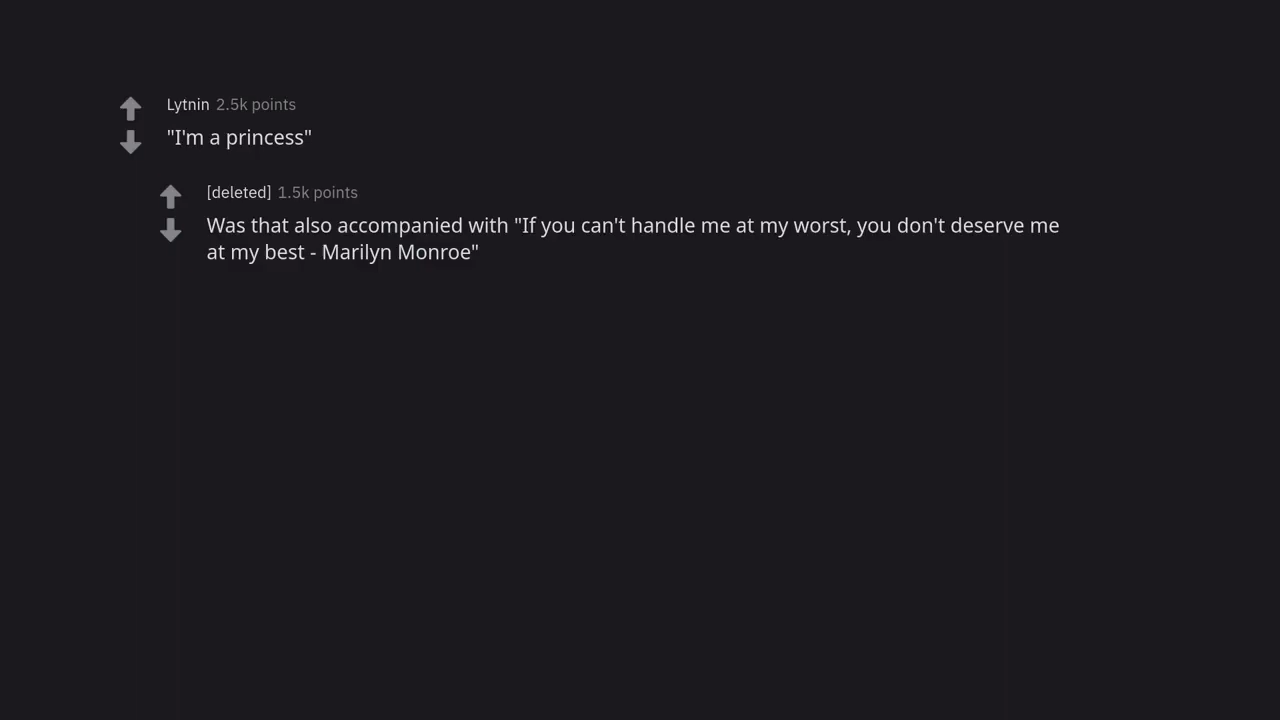 Lytnin 2.5k points
"I'm a princess"
[deleted] 1.5k points
Was that also accompanied with "If you can't handle me at my worst, you don't deserve me
at my best - Marilyn Monroe"